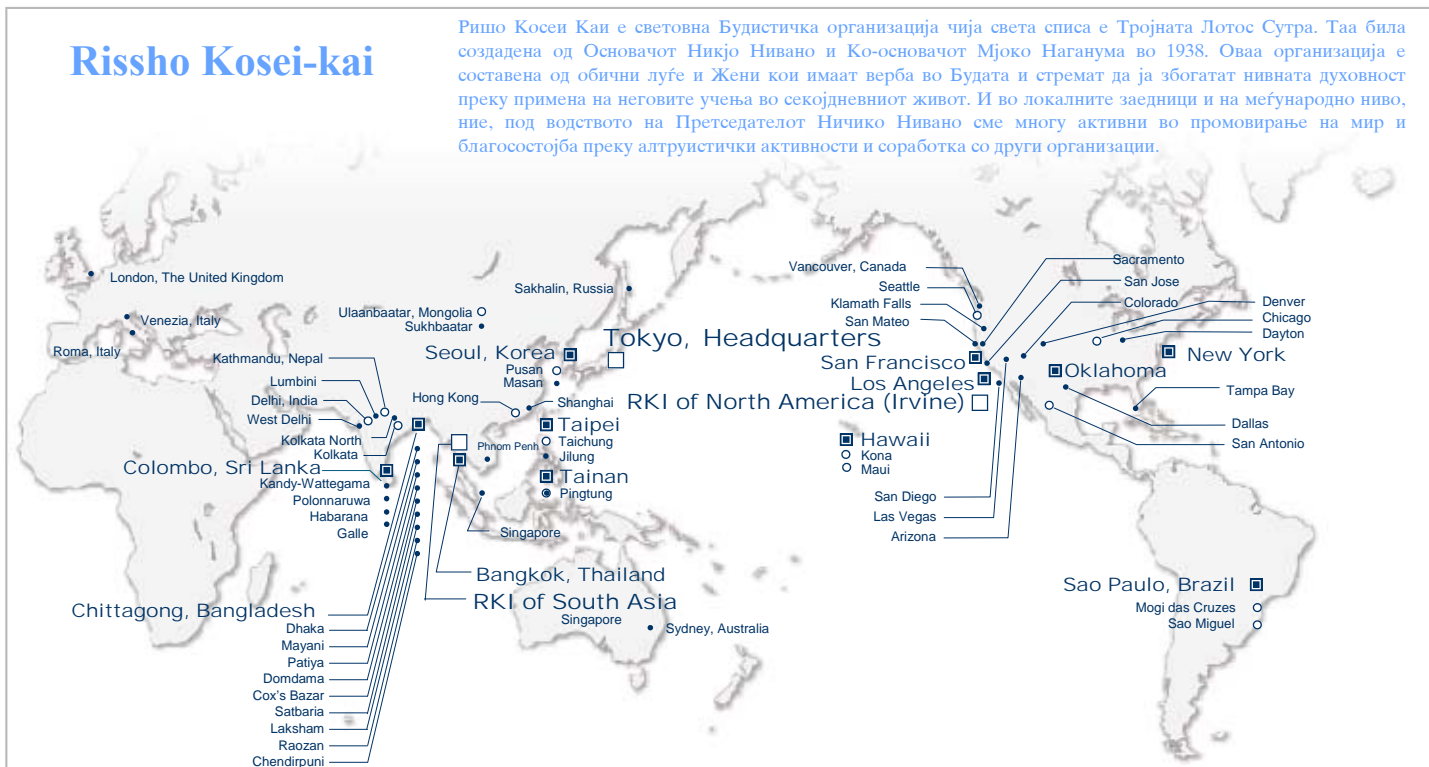 Rissho Kosei-kai
Ришо Косеи Каи е световна Будистичка организација чија света списа е Тројната Лотос Сутра. Таа била
создадена од Основачот Никјо Нивано и Ко-основачот Мјоко Наганума во 1938. Оваа организација е
составена од обични луѓе и Жени кои имаат верба во Будата и стремат да ја збогатат нивната духовност
преку примена на неговите учења во секојдневниот живот. И во локалните заедници и на меѓународно ниво,
ние, под водството на Претседателот Ничико Нивано сме многу активни во промовирање на мир и
благосостојба преку алтруистички активности и соработка со други организации.
London, The United Kingdom
Venezia, Italy
Roma, Italy
Ulaanbaatar, Mongolia
Sukhbaatar
Sakhalin, Russia
Kathmandu, Nepal
Lumbini
Delhi, India
West Delhi
Kolkata North
Kolkata
Seoul, Korea
Pusan
Masan
Tokyo, Headquarters
Hong Kong
Shanghai
Taipei
Taichung
Jilung
Tainan
Pingtung
Phnom Penh
Colombo, Sri Lanka
Kandy-Wattegama
Polonnaruwa
Habarana
Galle
Singapore
Bangkok, Thailand
RKI of South Asia
Singapore
Sydney, Australia
Chittagong, Bangladesh
Dhaka
Mayani
Patiya
Domdama
Cox's Bazar
Satbaria
Laksham
Raozan
Chendirpuni
Vancouver, Canada
Seattle
Klamath Falls
San Mateo
San Francisco
Los Angeles
RKI of North America (Irvine)
Hawaii
Kona
Maui
San Diego
Las Vegas
Arizona
Sacramento
San Jose
Colorado
Denver
Chicago
Dayton
New York
Oklahoma
Tampa Bay
Dallas
San Antonio
Sao Paulo, Brazil
Mogi das Cruzes
Sao Miguel